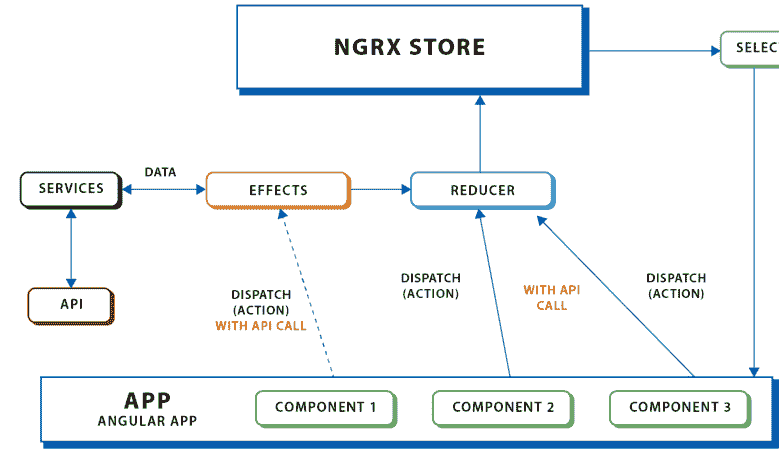 NGRX STORE
SELECT
DATA
SERVICES
EFFECTS
REDUCER
API
DISPATCH
(ACTION)
WITH API CALL
DISPATCH
(ACTION)
WITH API
CALL
DISPATCH
(ACTION)
APP
ANGULAR APP
COMPONENT 1
COMPONENT 2
COMPONENT 3